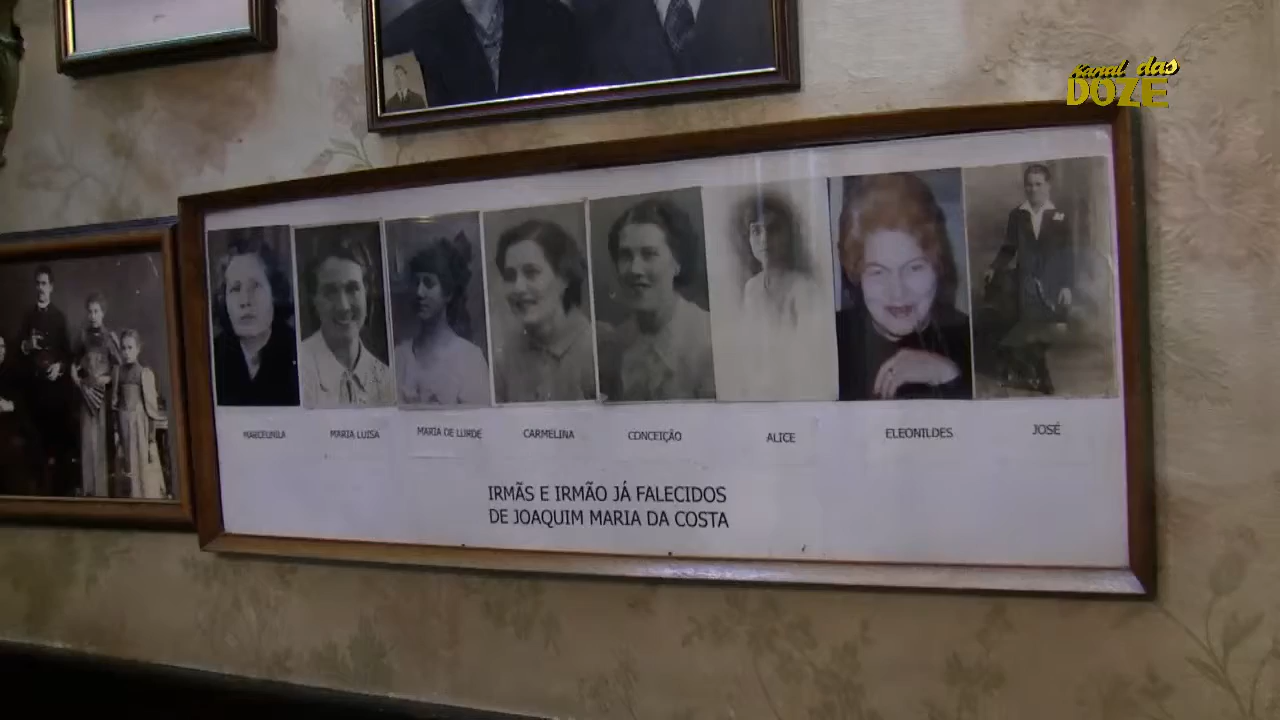 Kanal das
DOZE
MARCELINILA
MARIA LUISA
MARIA DE LURDE
CARMELINA
CONCEIÇÃO
ALICE
ELEONILDES
JOSÉ
IRMÃS E IRMÃO JÁ FALECIDOS
DE JOAQUIM MARIA DA COSTA